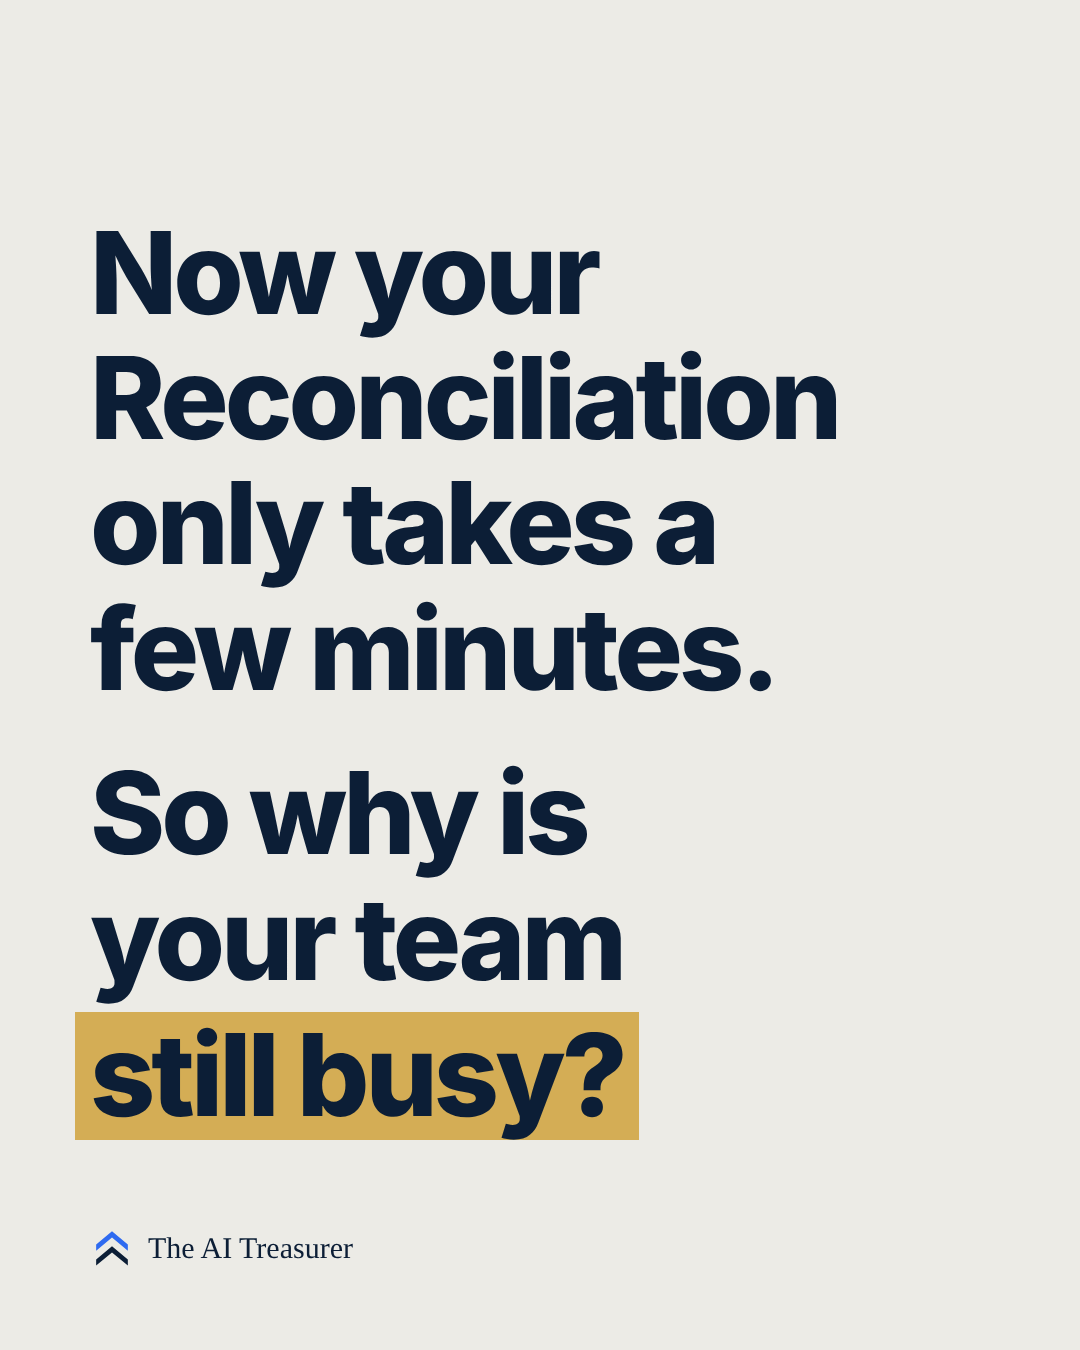 Now your
Reconciliation
only takes a
few minutes.
So why is
your team
still busy?
The AI Treasurer